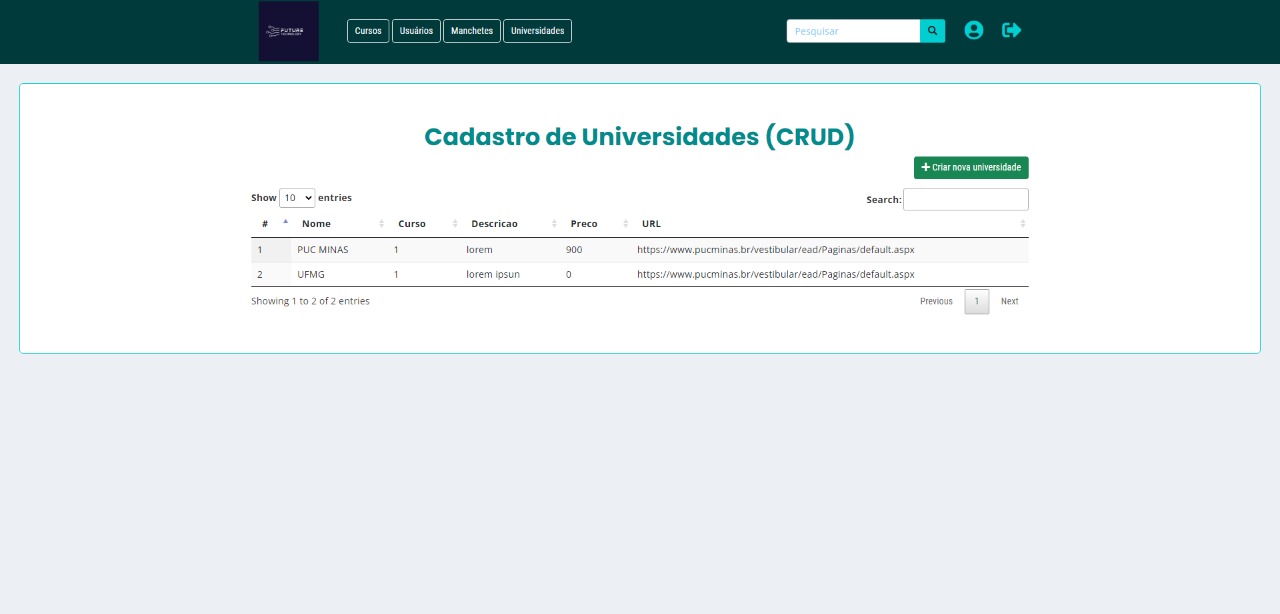 FUTURE
TECHNOLOGY
Cursos Usuários Manchetes Universidades Pesquisar
Cadastro de Universidades (CRUD)
Criar nova universidade
Show 10 entries Search:
# Nome Curso Descricao Preco URL
1 PUC MINAS 1 lorem 900 https://www.pucminas.br/vestibular/ead/Paginas/default.aspx
2 UFMG 1 lorem ipsun 0 https://www.pucminas.br/vestibular/ead/Paginas/default.aspx
Showing 1 to 2 of 2 entries Previous 1 Next